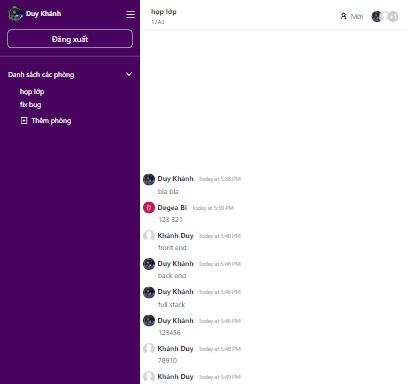 Duy Khánh
Đăng xuất
Danh sách các phòng
họp lớp
fix bug
Thêm phòng
họp lớp
12A3
Mời
+1
Duy Khánh Today at 5:38 PM
bla bla
D
Degea Bi Today at 5:39 PM
123 321
Khánh Duy Today at 5:40 PM
front end
Duy Khánh Today at 5:46 PM
back end
Duy Khánh Today at 5:46 PM
full stack
Duy Khánh Today at 5:46 PM
123456
Khánh Duy Today at 5:48 PM
78910
Khánh Duy Today at 5:49 PM